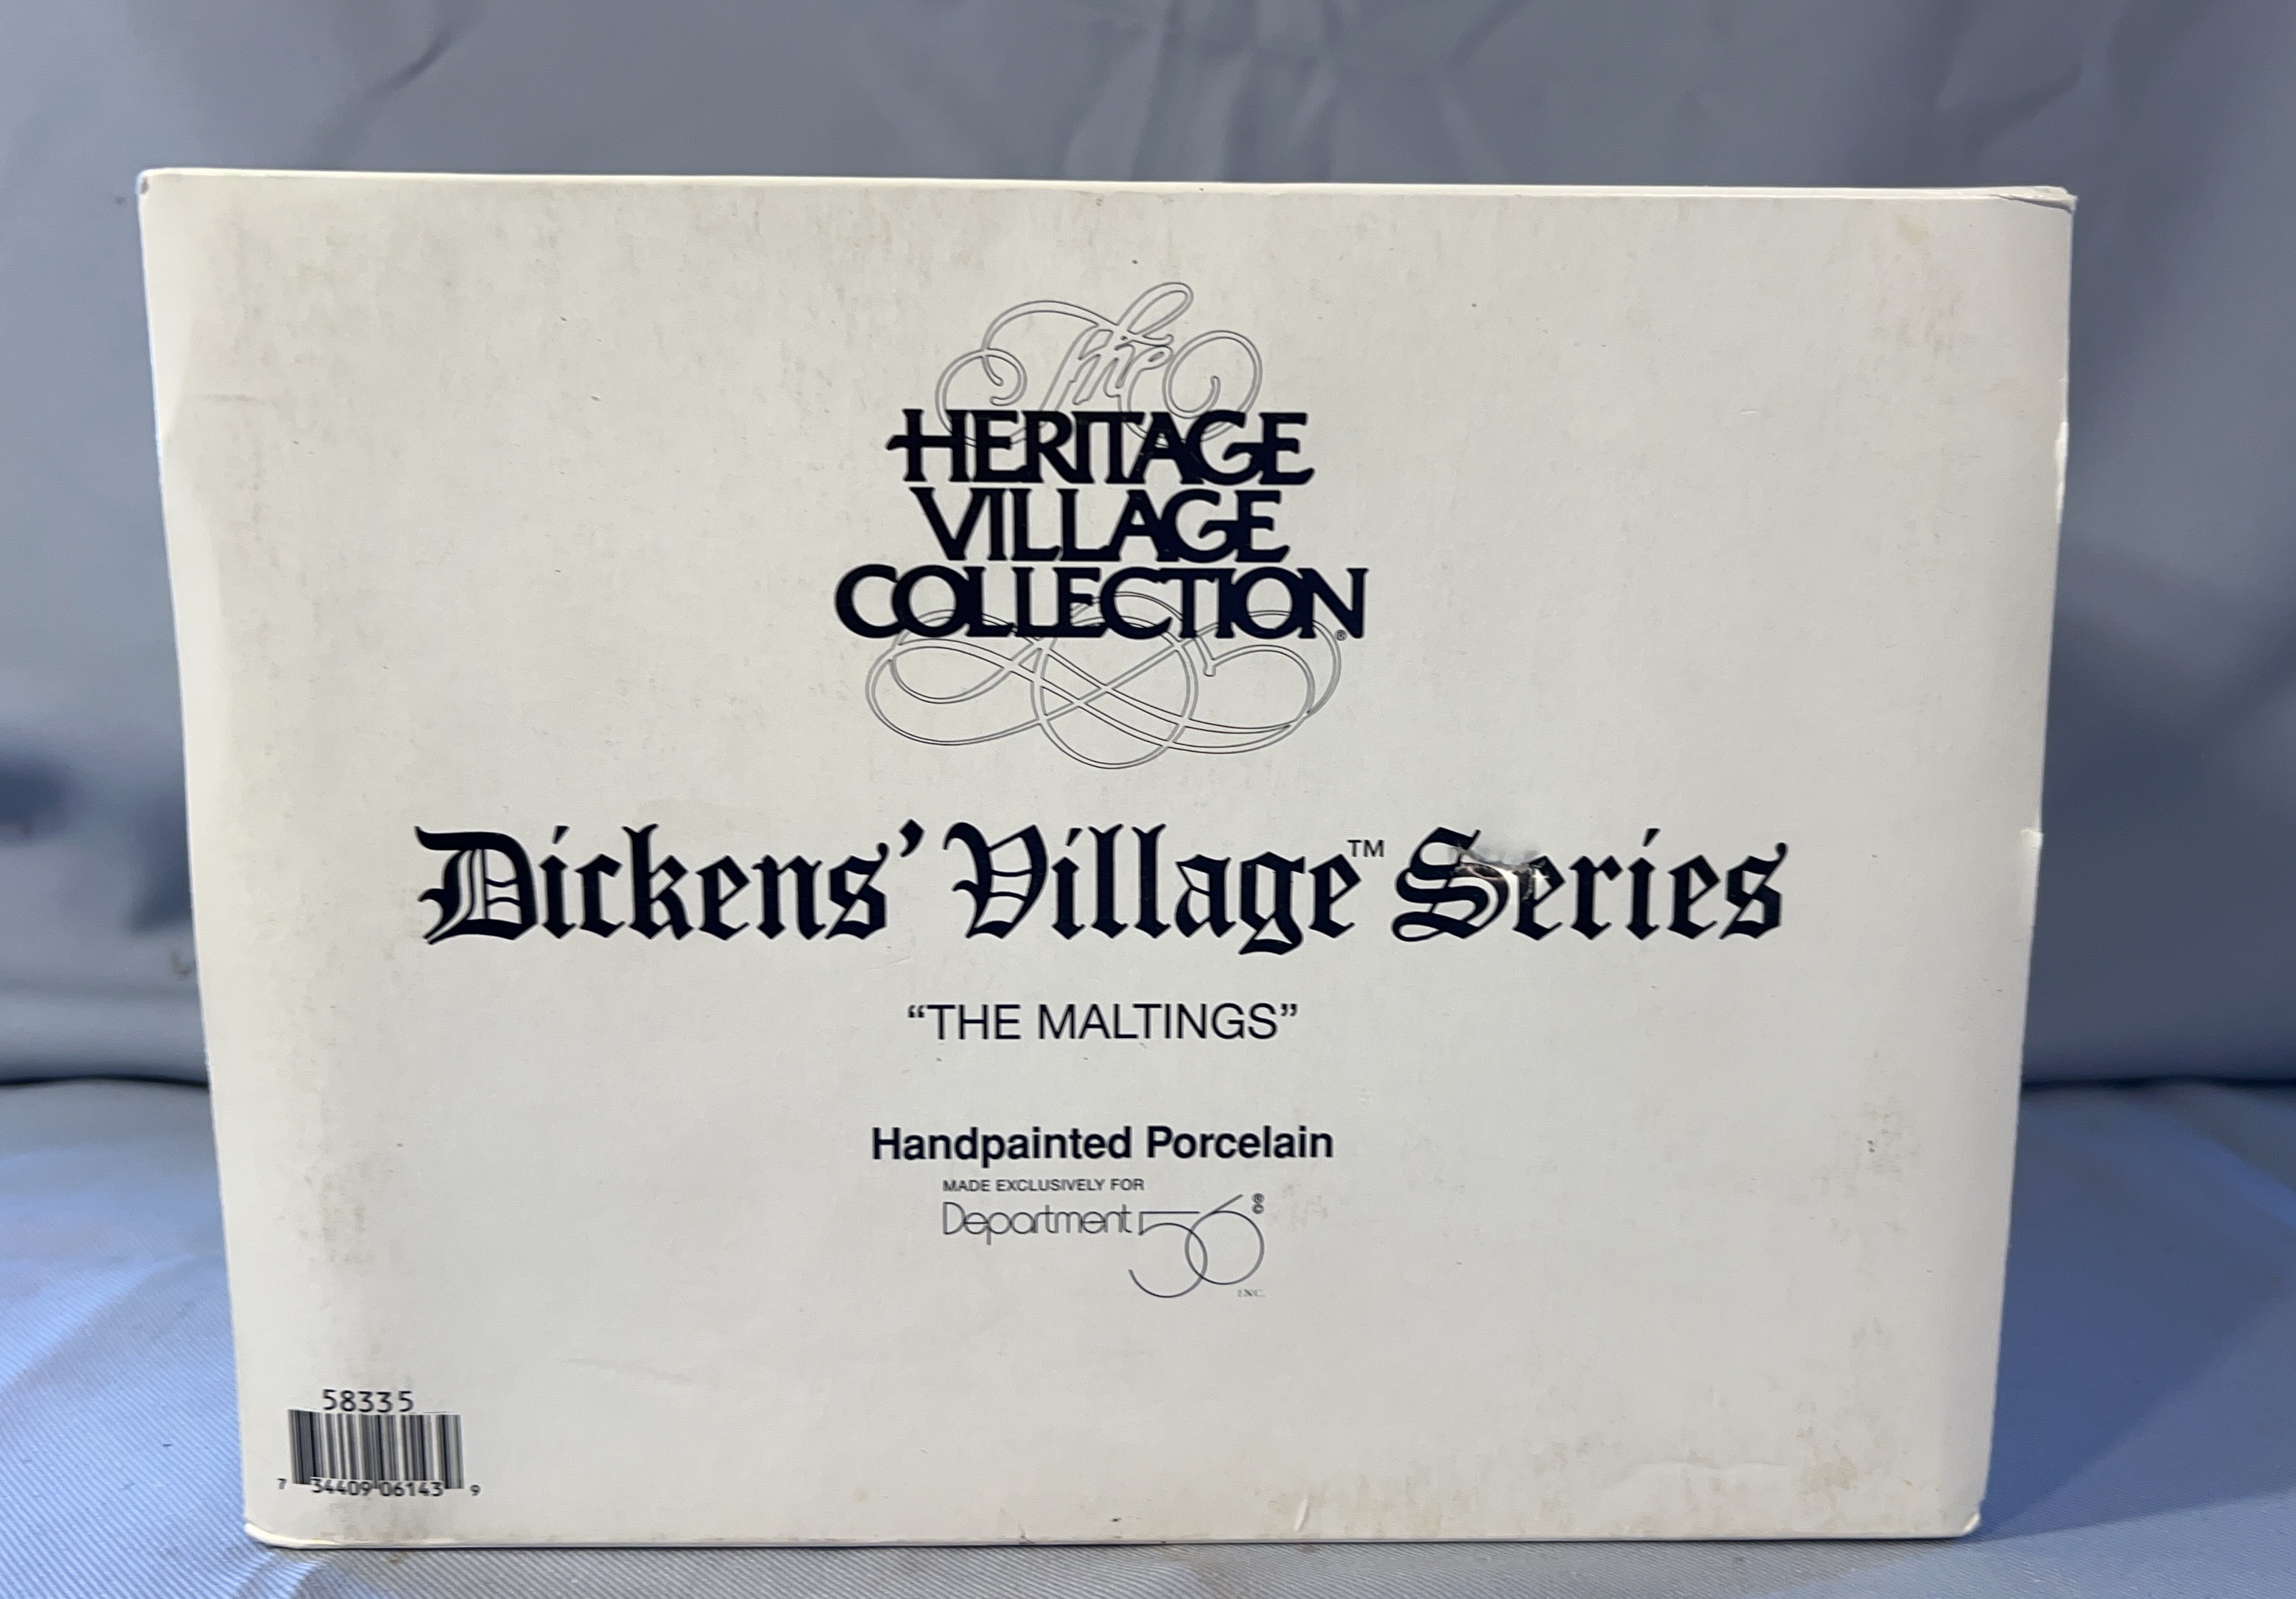 The
HERITAGE
VILLAGE
COLLECTION®
Dickens' Village™ Series
“THE MALTINGS”
Handpainted Porcelain
MADE EXCLUSIVELY FOR
Department 56®©
INC.
58335
7 34409 06143 9